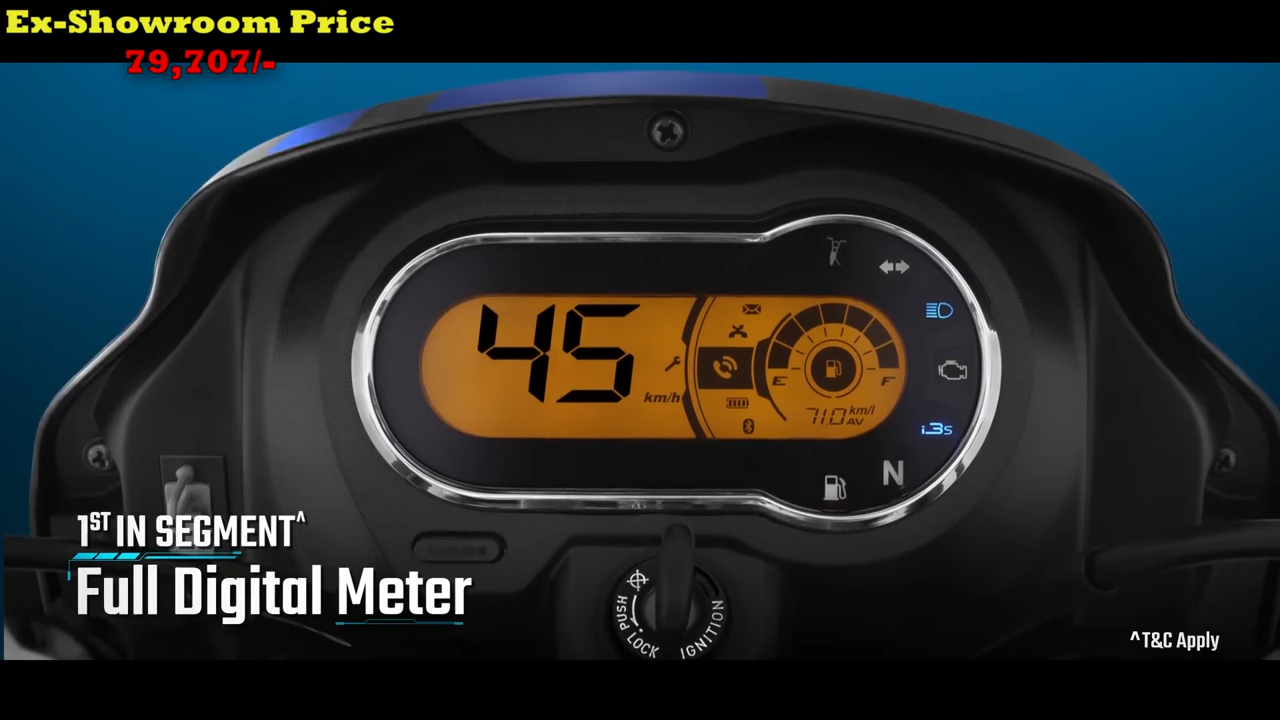 Ex-Showroom Price
79,707/-
45
km/h
E
F
71.0 km/l
AV
i3s
N
1ST IN SEGMENT^
Full Digital Meter
PUSH
LOCK
IGNITION
^T&C Apply